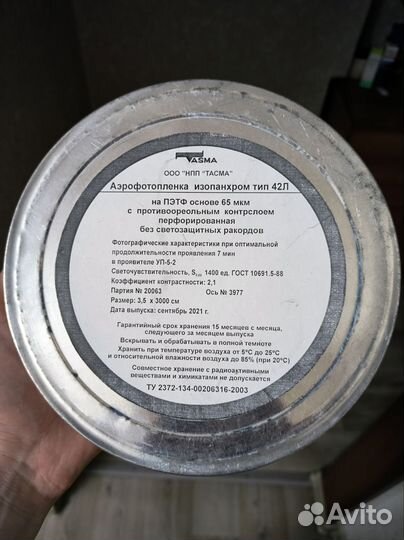 TASMA
ООО "НПП "ТАСМА"
Аэрофотопленка изопанхром тип 42Л
на ПЭТФ основе 65 мкм
с противоореольным контрслоем
перфорированная
без светозащитных ракордов
Фотографические характеристики при оптимальной
продолжительности проявления 7 мин
в проявителе УП-5-2
Светочувствительность, S 1400 ед. ГОСТ 10691.5-88
Коэффициент контрастности: 2,1
Партия № 20063 Ось № 3977
Размер: 3,5 x 3000 см
Дата выпуска: сентябрь 2021 г.
Гарантийный срок хранения 15 месяцев с месяца,
следующего за месяцем выпуска
Вскрывать и обрабатывать в полной темноте
Хранить при температуре воздуха от 5°С до 25°С
и относительной влажности воздуха до 85% (при 20°С)
Совместное хранение с радиоактивными
веществами и химикатами не допускается
ТУ 2372-134-00206316-2003
Avito